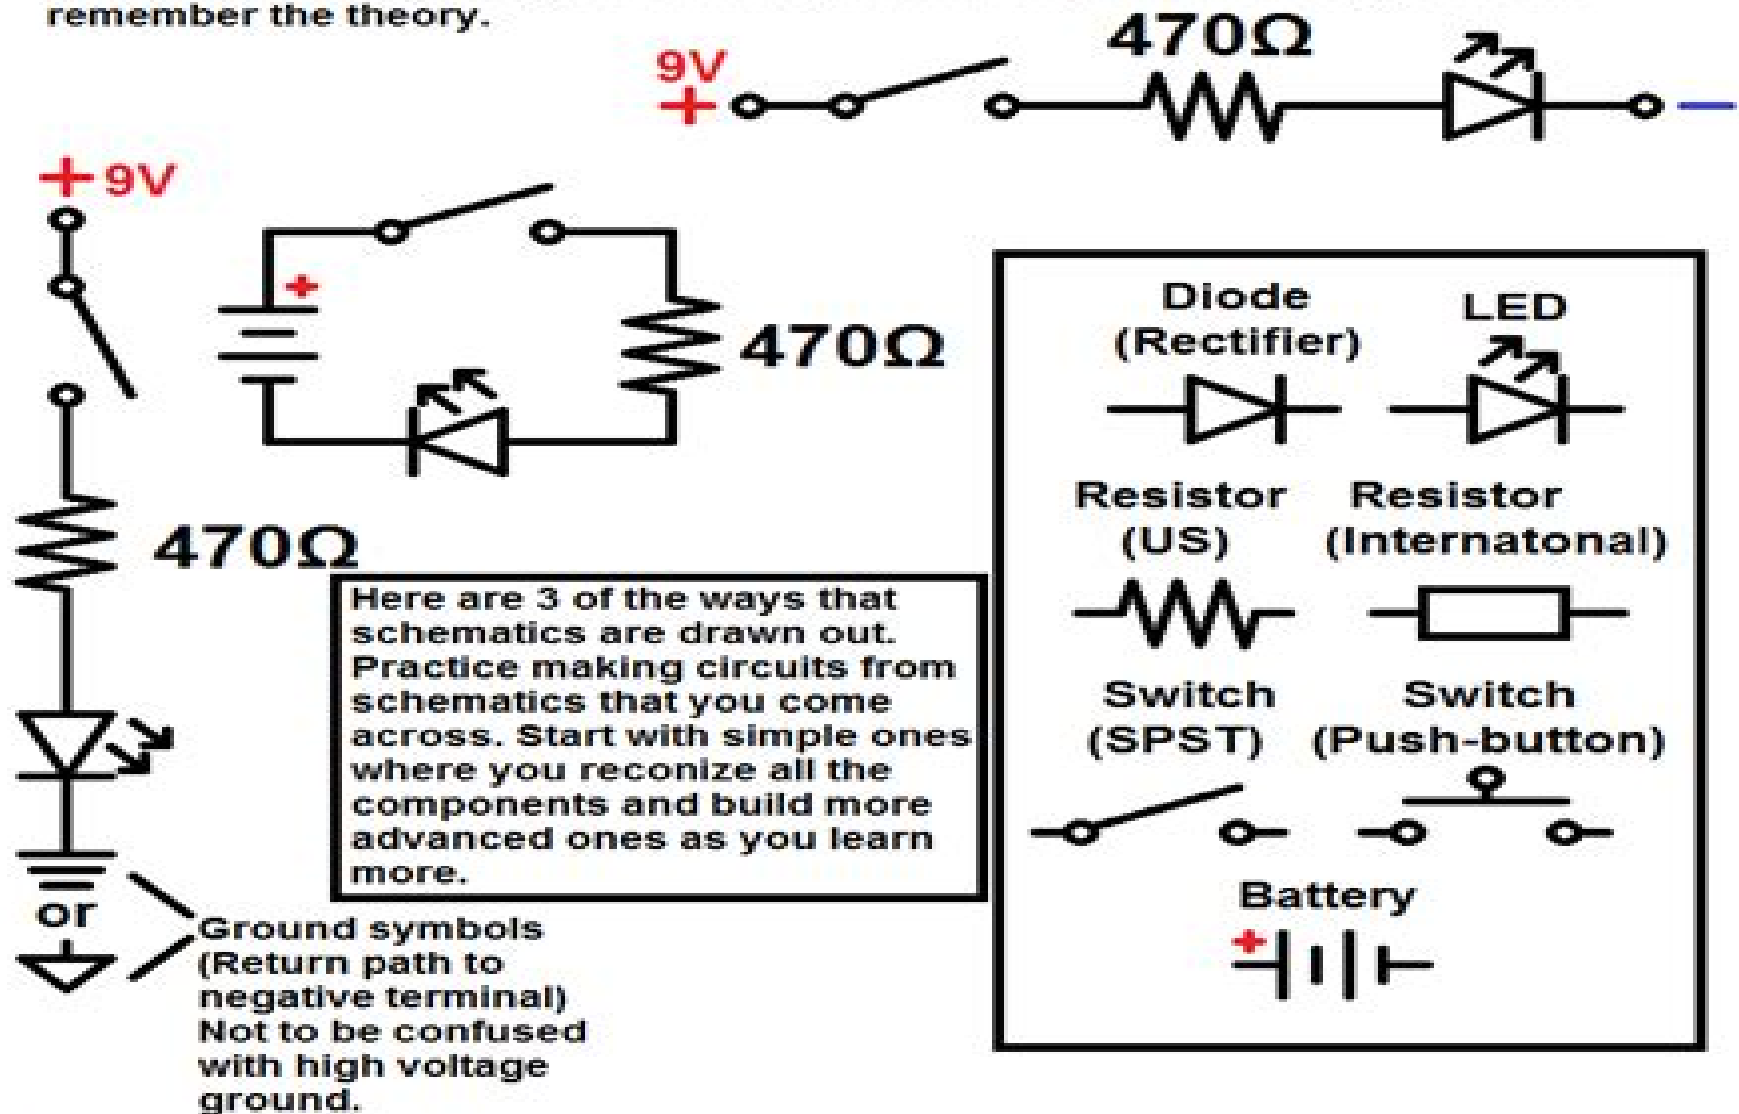 remember the theory.
470Ω
9V
+
—
+9V
+
470Ω
470Ω
Here are 3 of the ways that
schematics are drawn out.
Practice making circuits from
schematics that you come
across. Start with simple ones
where you reconize all the
components and build more
advanced ones as you learn
more.
or
Ground symbols
(Return path to
negative terminal)
Not to be confused
with high voltage
ground.
Diode
(Rectifier)
LED
Resistor
(US)
Resistor
(Internatonal)
Switch
(SPST)
Switch
(Push-button)
Battery
+